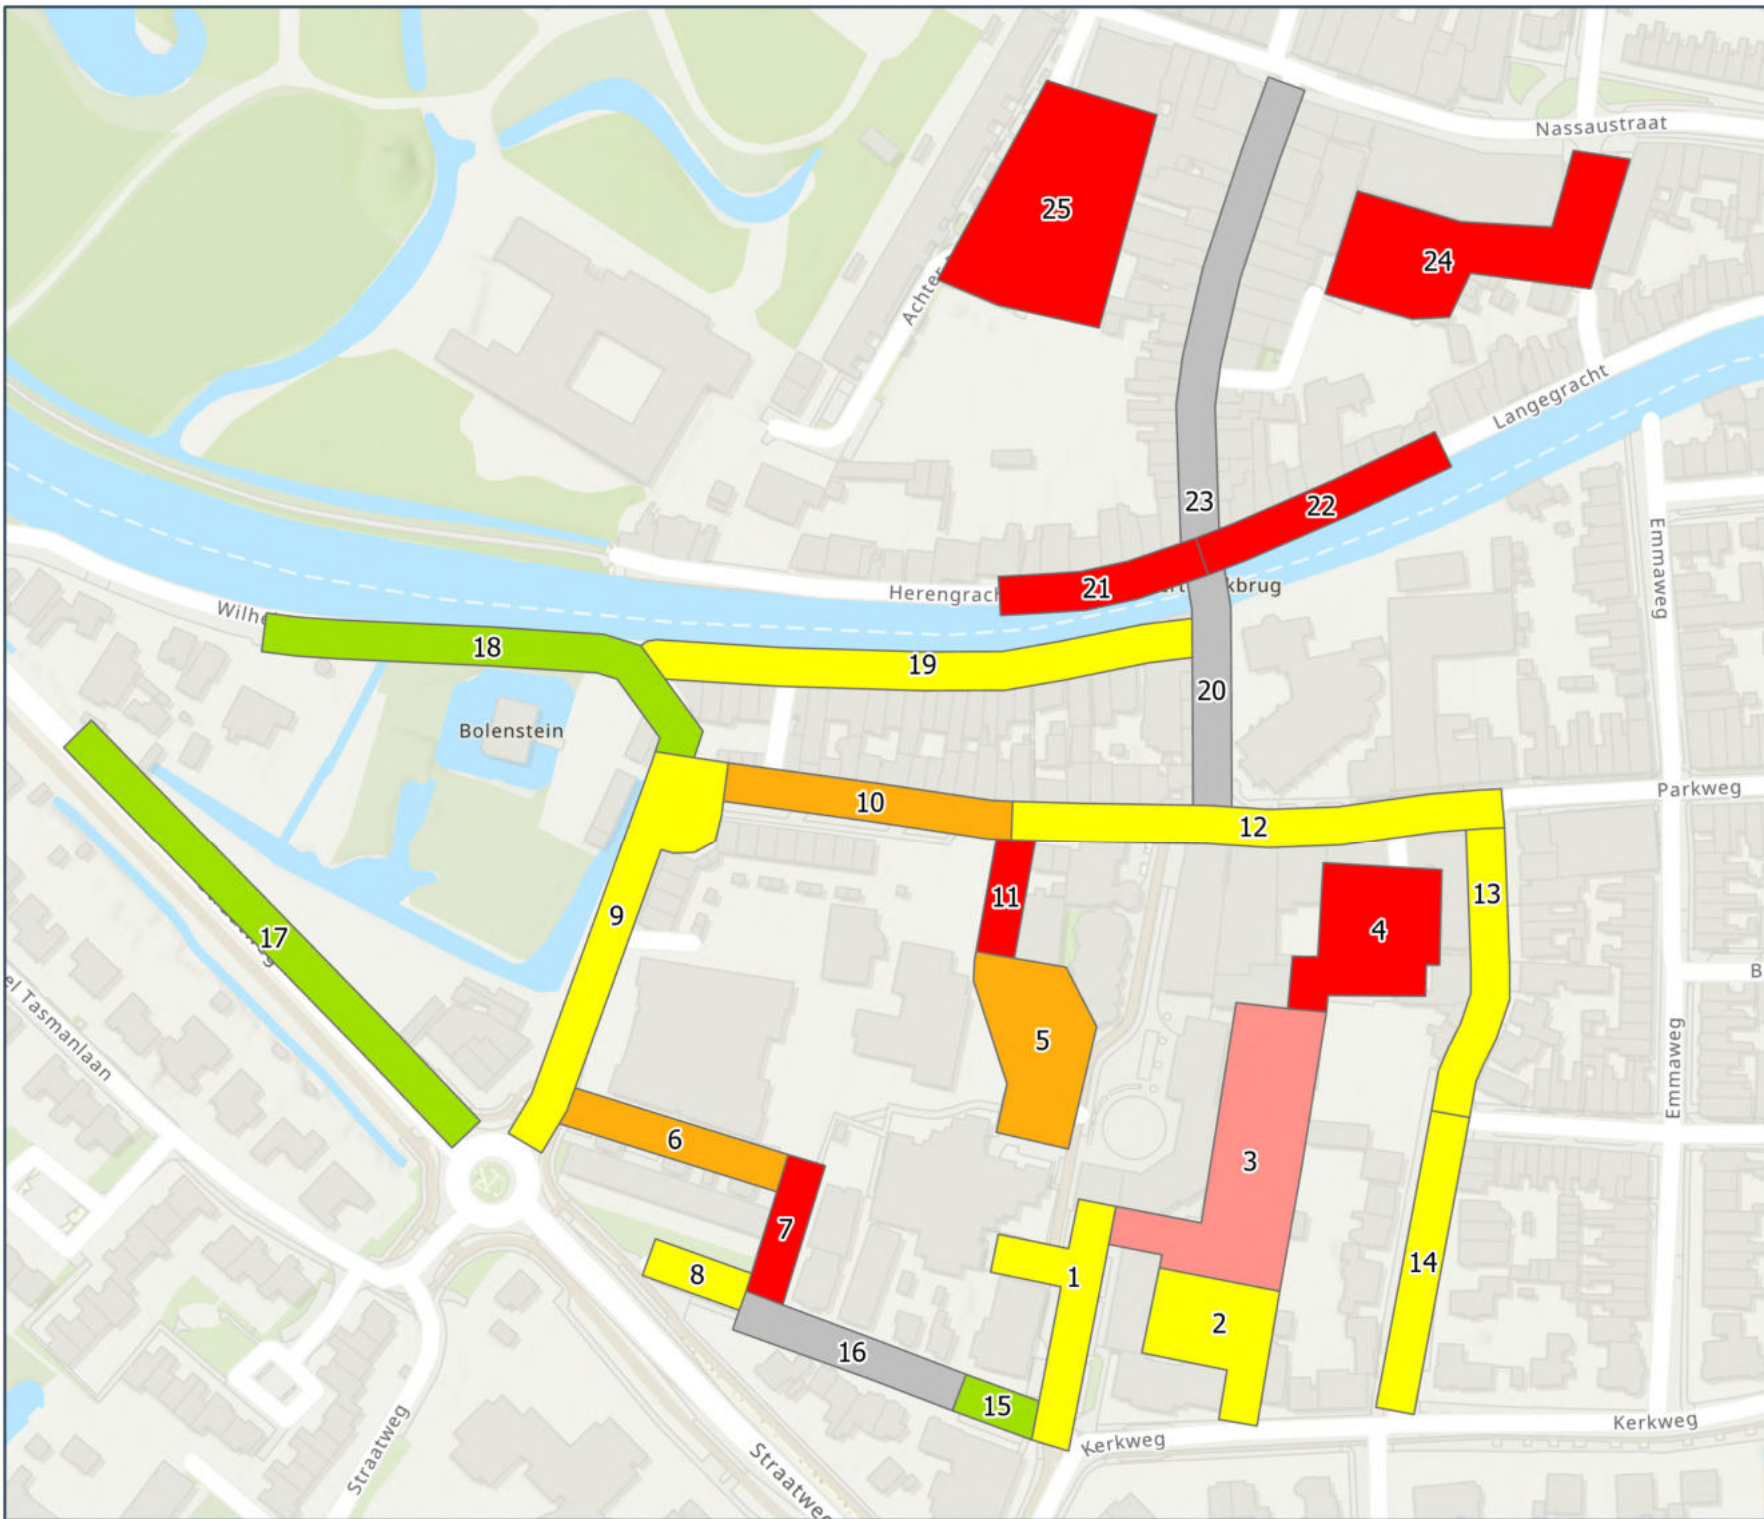 Nassaustraat
25
24
Achter
Langegracht
23
22
Emmaweg
21
Herengrach
kbrug
Wilhe
18
19
20
Bolenstein
10
Parkweg
12
11
13
9
4
17
el Tasmanlaan
5
B
Emmaweg
6
3
7
8
1
14
2
16
15
Kerkweg
Kerkweg
Straatweg
Straatweg